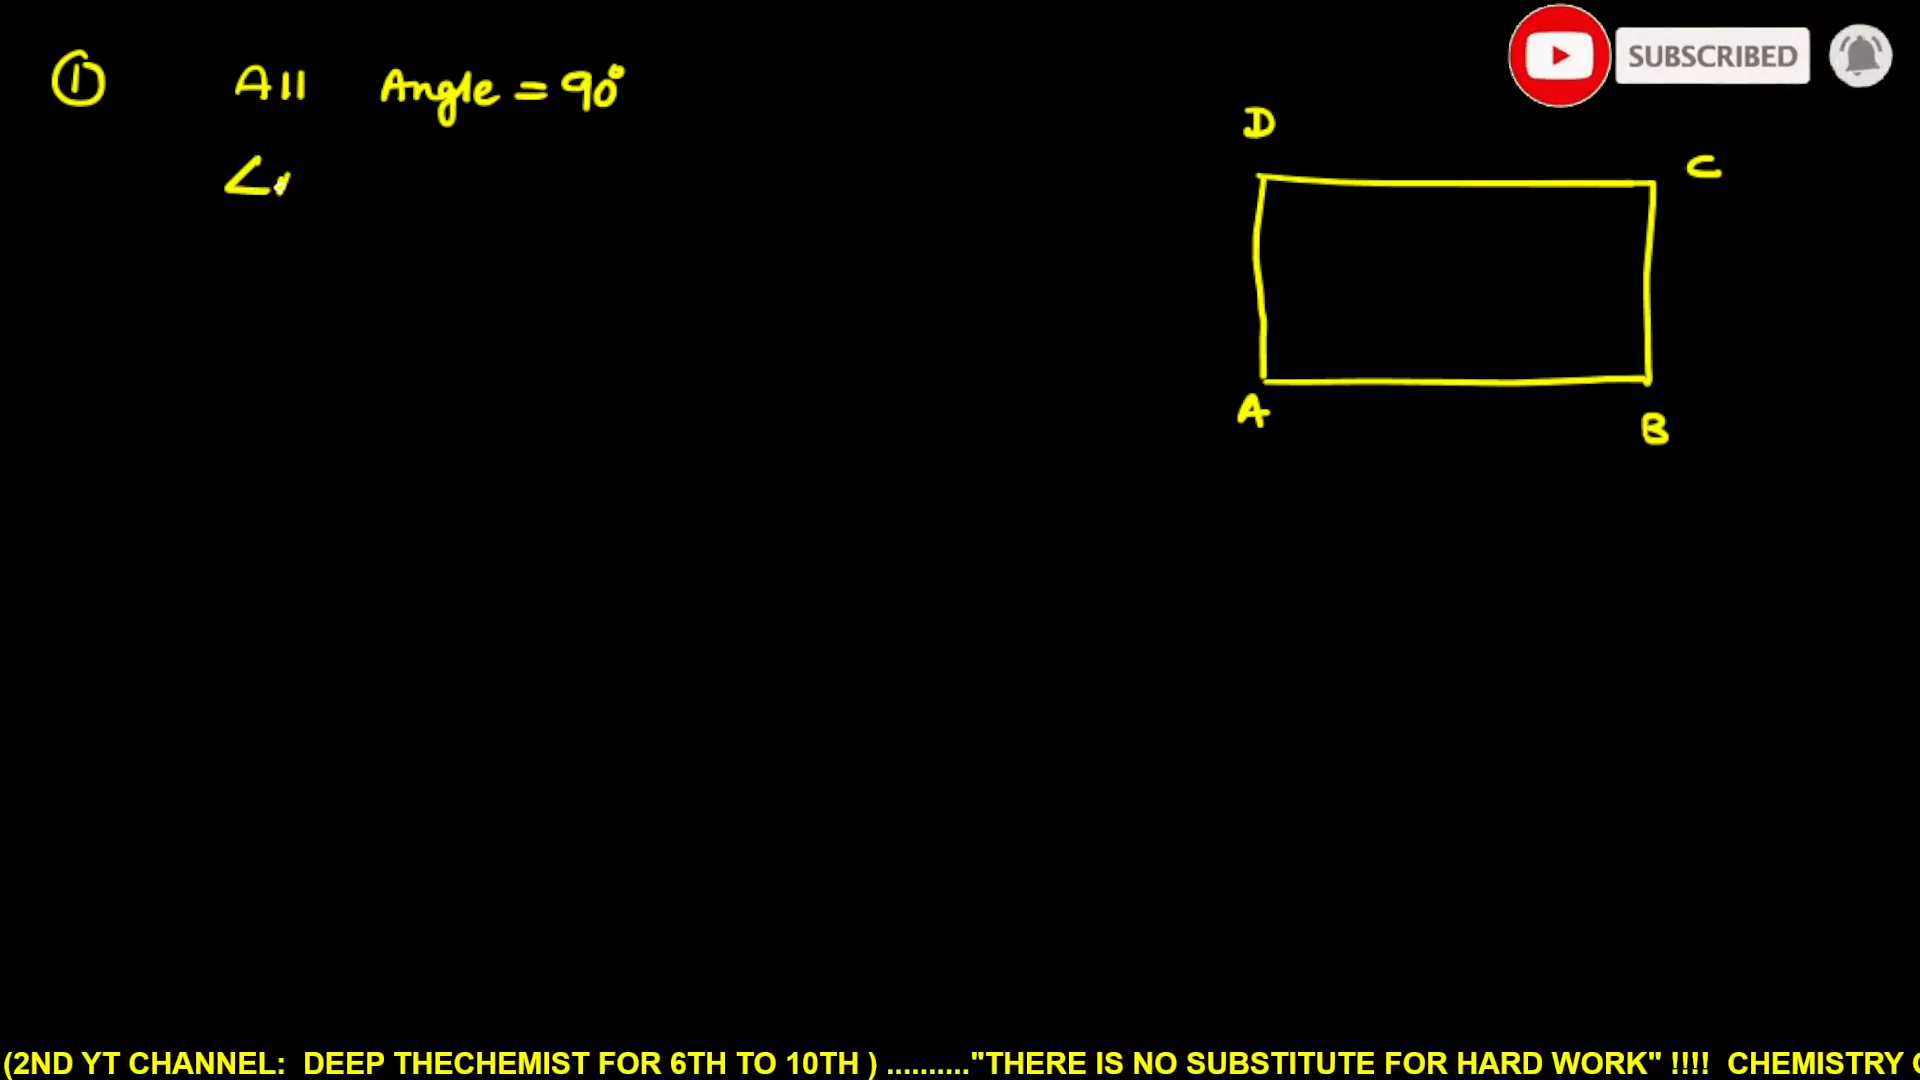 ① All Angle = 90°
∠
SUBSCRIBED
D
C
A
B
(2ND YT CHANNEL: DEEP THECHEMIST FOR 6TH TO 10TH ) .........."THERE IS NO SUBSTITUTE FOR HARD WORK" !!!! CHEMISTRY